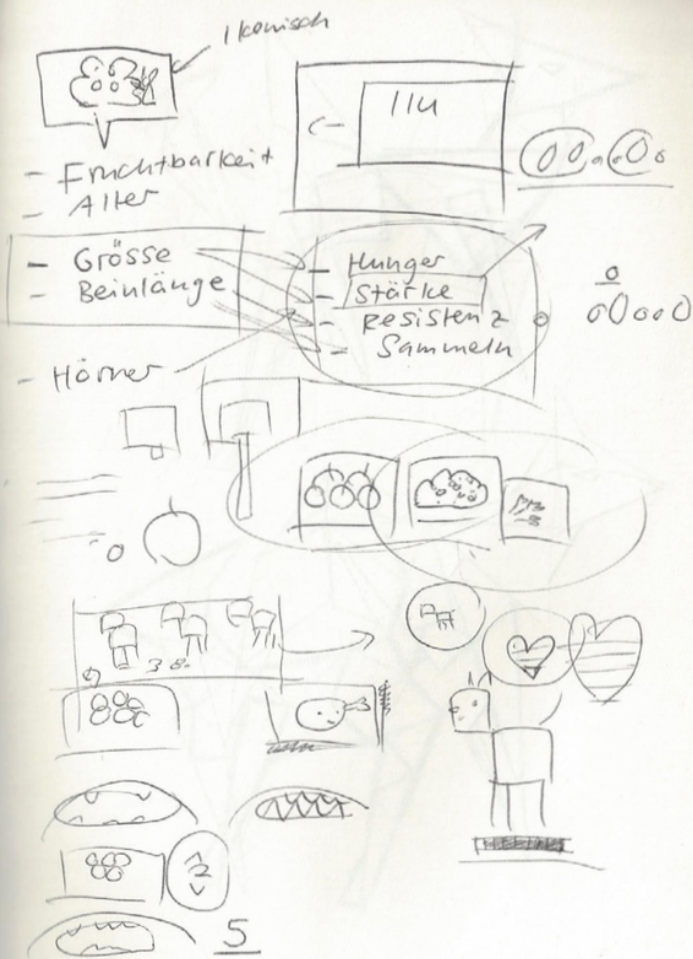 Ikonisch
- Fruchtbarkeit
- Alter
- Grösse
- Beinlänge
- Hunger
- Stärke
- Resistenz
- Sammeln
- Hörner
5